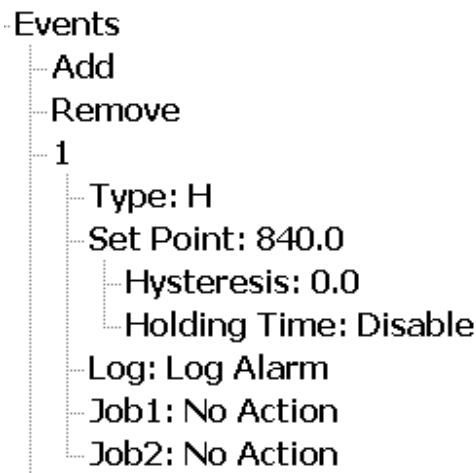 Events
Add
Remove
1
Type: H
Set Point: 840.0
Hysteresis: 0.0
Holding Time: Disable
Log: Log Alarm
Job1: No Action
Job2: No Action